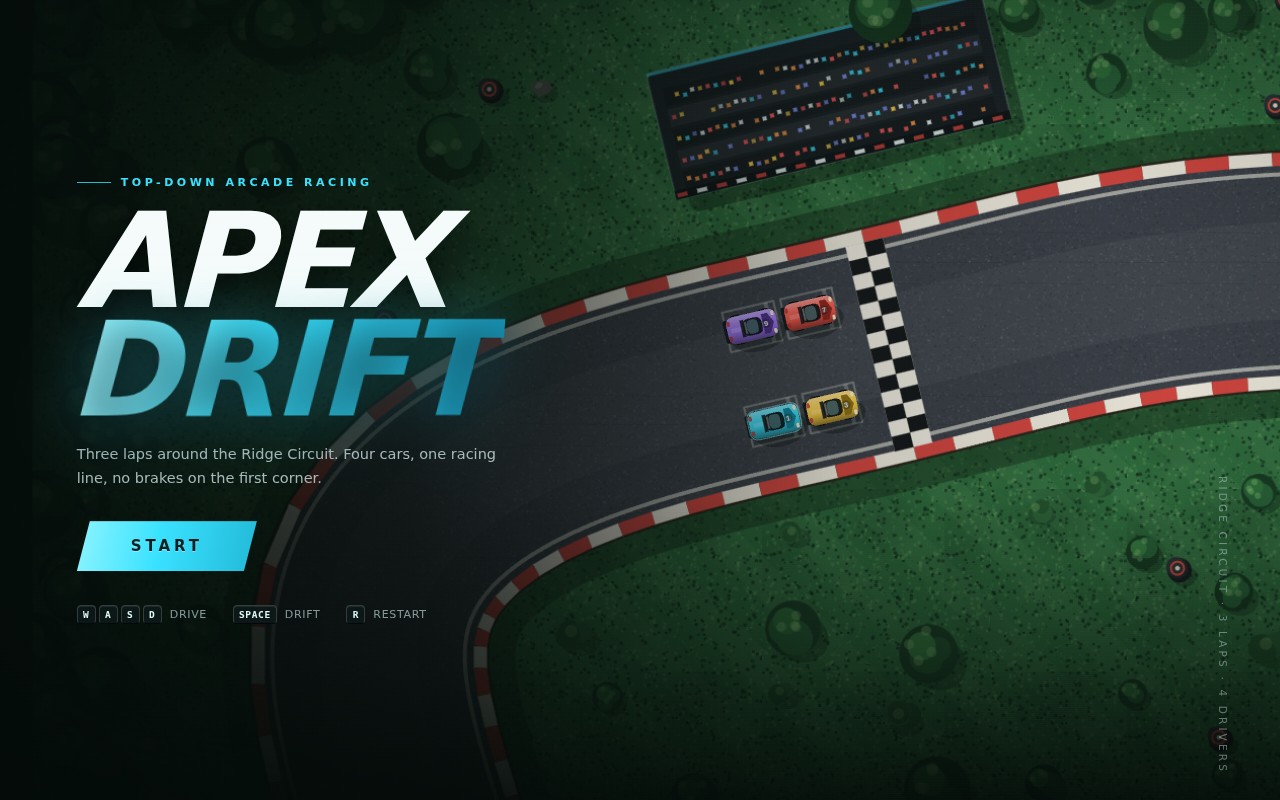 TOP-DOWN ARCADE RACING
APEX
DRIFT
Three laps around the Ridge Circuit. Four cars, one racing
line, no brakes on the first corner.
START
W A S D DRIVE SPACE DRIFT R RESTART
RIDGE CIRCUIT · 3 LAPS · 4 DRIVERS